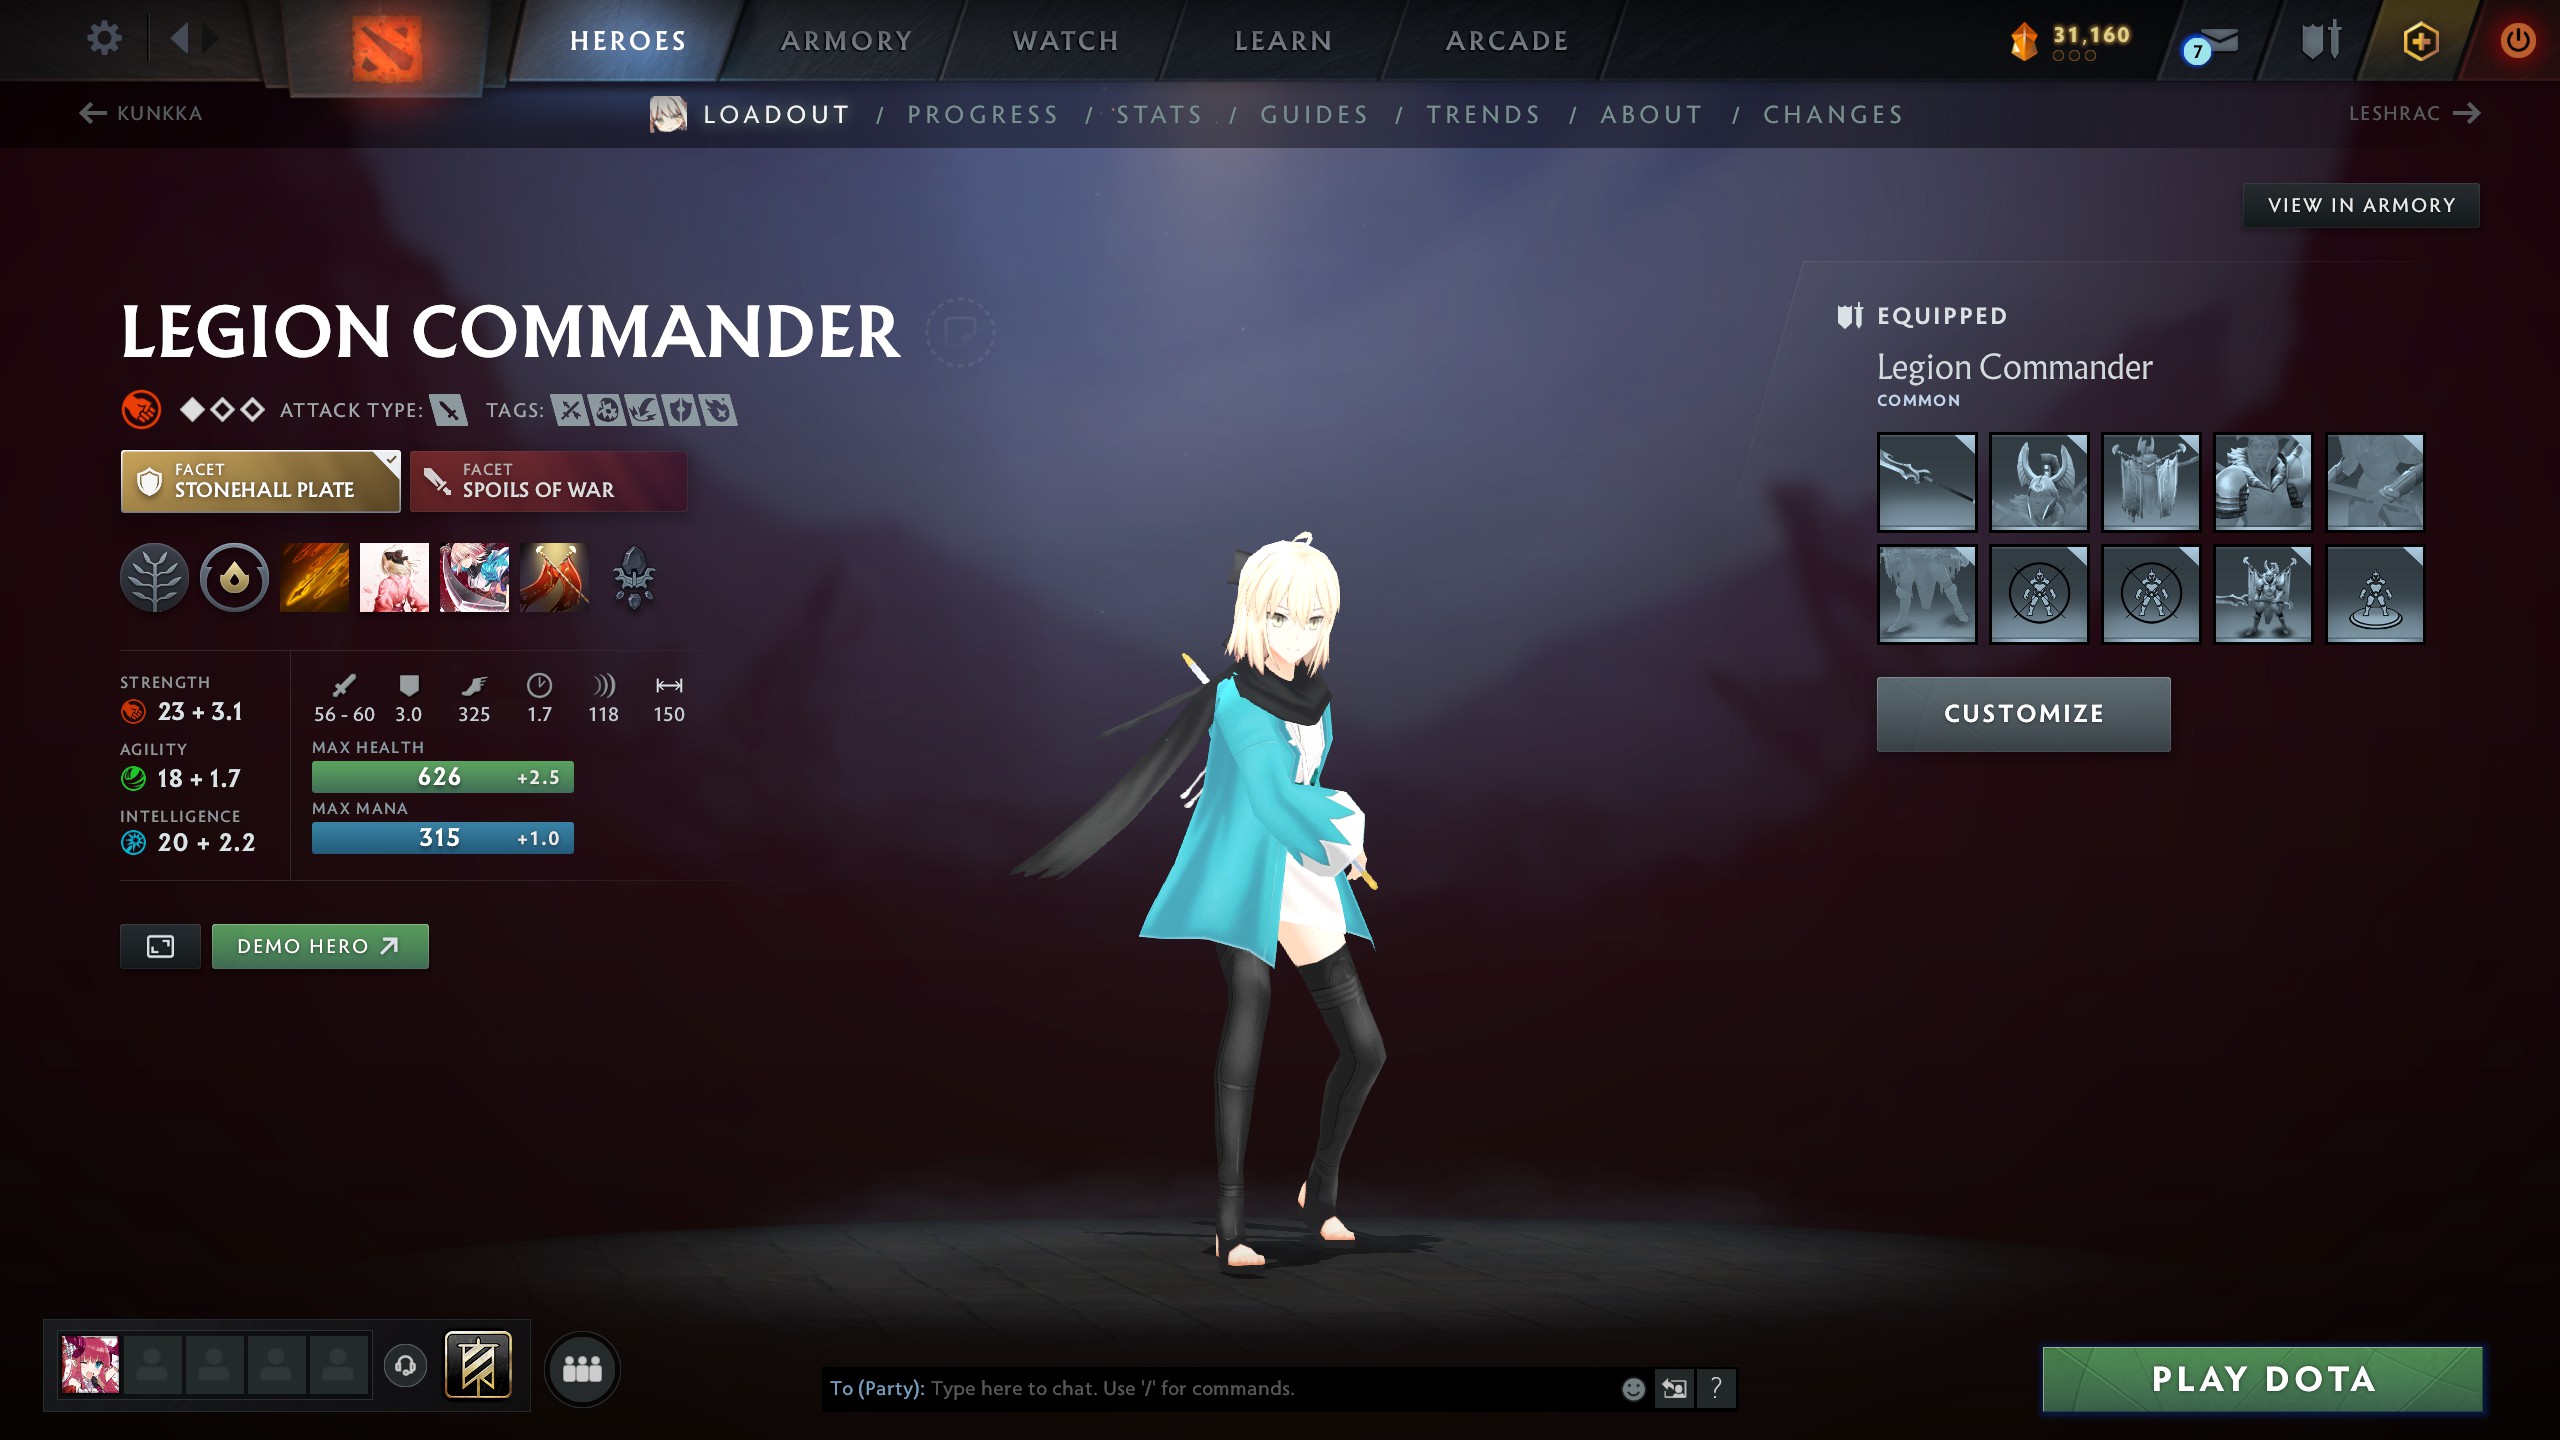 HEROES
ARMORY
WATCH
LEARN
ARCADE
31,160
7
KUNKKA
LOADOUT / PROGRESS / STATS / GUIDES / TRENDS / ABOUT / CHANGES
LESHRAC
VIEW IN ARMORY
LEGION COMMANDER
ATTACK TYPE:
TAGS:
FACET
STONEHALL PLATE
FACET
SPOILS OF WAR
STRENGTH
23 + 3.1
AGILITY
18 + 1.7
INTELLIGENCE
20 + 2.2
56 - 60
3.0
325
1.7
118
150
MAX HEALTH
626 +2.5
MAX MANA
315 +1.0
DEMO HERO
EQUIPPED
Legion Commander
COMMON
CUSTOMIZE
To (Party): Type here to chat. Use '/' for commands.
?
PLAY DOTA